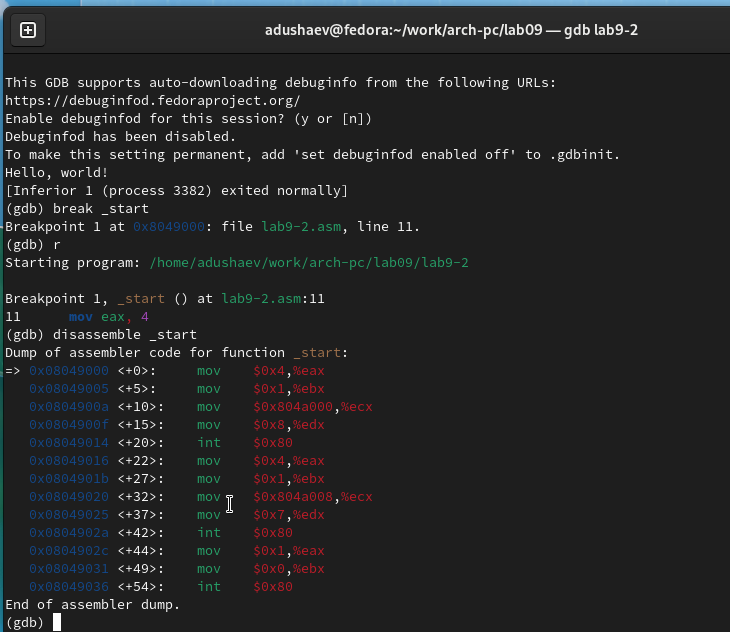 adushaev@fedora:~/work/arch-pc/lab09 — gdb lab9-2
This GDB supports auto-downloading debuginfo from the following URLs:
https://debuginfod.fedoraproject.org/
Enable debuginfod for this session? (y or [n])
Debuginfod has been disabled.
To make this setting permanent, add 'set debuginfod enabled off' to .gdbinit.
Hello, world!
[Inferior 1 (process 3382) exited normally]
(gdb) break _start
Breakpoint 1 at 0x8049000: file lab9-2.asm, line 11.
(gdb) r
Starting program: /home/adushaev/work/arch-pc/lab09/lab9-2
Breakpoint 1, _start () at lab9-2.asm:11
11      mov eax, 4
(gdb) disassemble _start
Dump of assembler code for function _start:
=> 0x08049000 <+0>:     mov    $0x4,%eax
   0x08049005 <+5>:     mov    $0x1,%ebx
   0x0804900a <+10>:    mov    $0x804a000,%ecx
   0x0804900f <+15>:    mov    $0x8,%edx
   0x08049014 <+20>:    int    $0x80
   0x08049016 <+22>:    mov    $0x4,%eax
   0x0804901b <+27>:    mov    $0x1,%ebx
   0x08049020 <+32>:    mov    $0x804a008,%ecx
   0x08049025 <+37>:    mov    $0x7,%edx
   0x0804902a <+42>:    int    $0x80
   0x0804902c <+44>:    mov    $0x1,%eax
   0x08049031 <+49>:    mov    $0x0,%ebx
   0x08049036 <+54>:    int    $0x80
End of assembler dump.
(gdb)